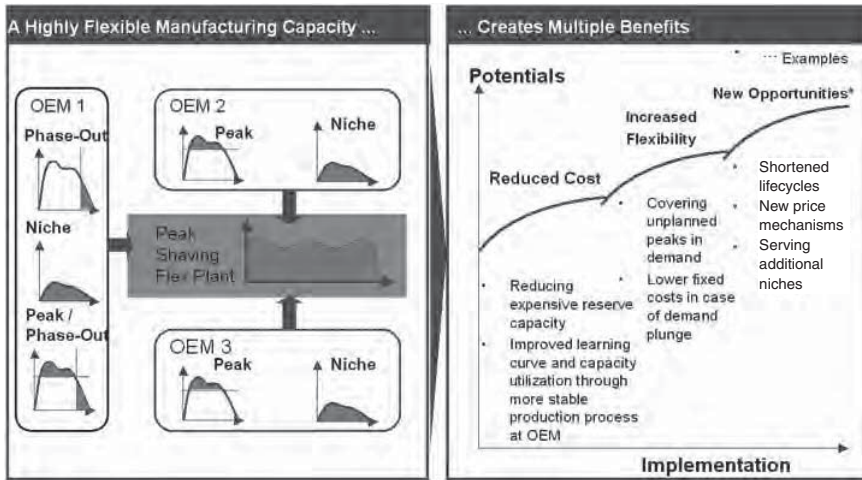 A Highly Flexible Manufacturing Capacity ...
OEM 1
Phase-Out
Niche
Peak /
Phase-Out
OEM 2
Peak
Niche
Peak
Shaving
Flex Plant
OEM 3
Peak
Niche
... Creates Multiple Benefits
• ... Examples
Potentials
New Opportunities*
Increased
Flexibility
Reduced Cost
• Shortened
lifecycles
• New price
mechanisms
• Serving
additional
niches
• Covering
unplanned
peaks in
demand
• Lower fixed
costs in case
of demand
plunge
• Reducing
expensive reserve
capacity
• Improved learning
curve and capacity
utilization through
more stable
production process
at OEM
Implementation